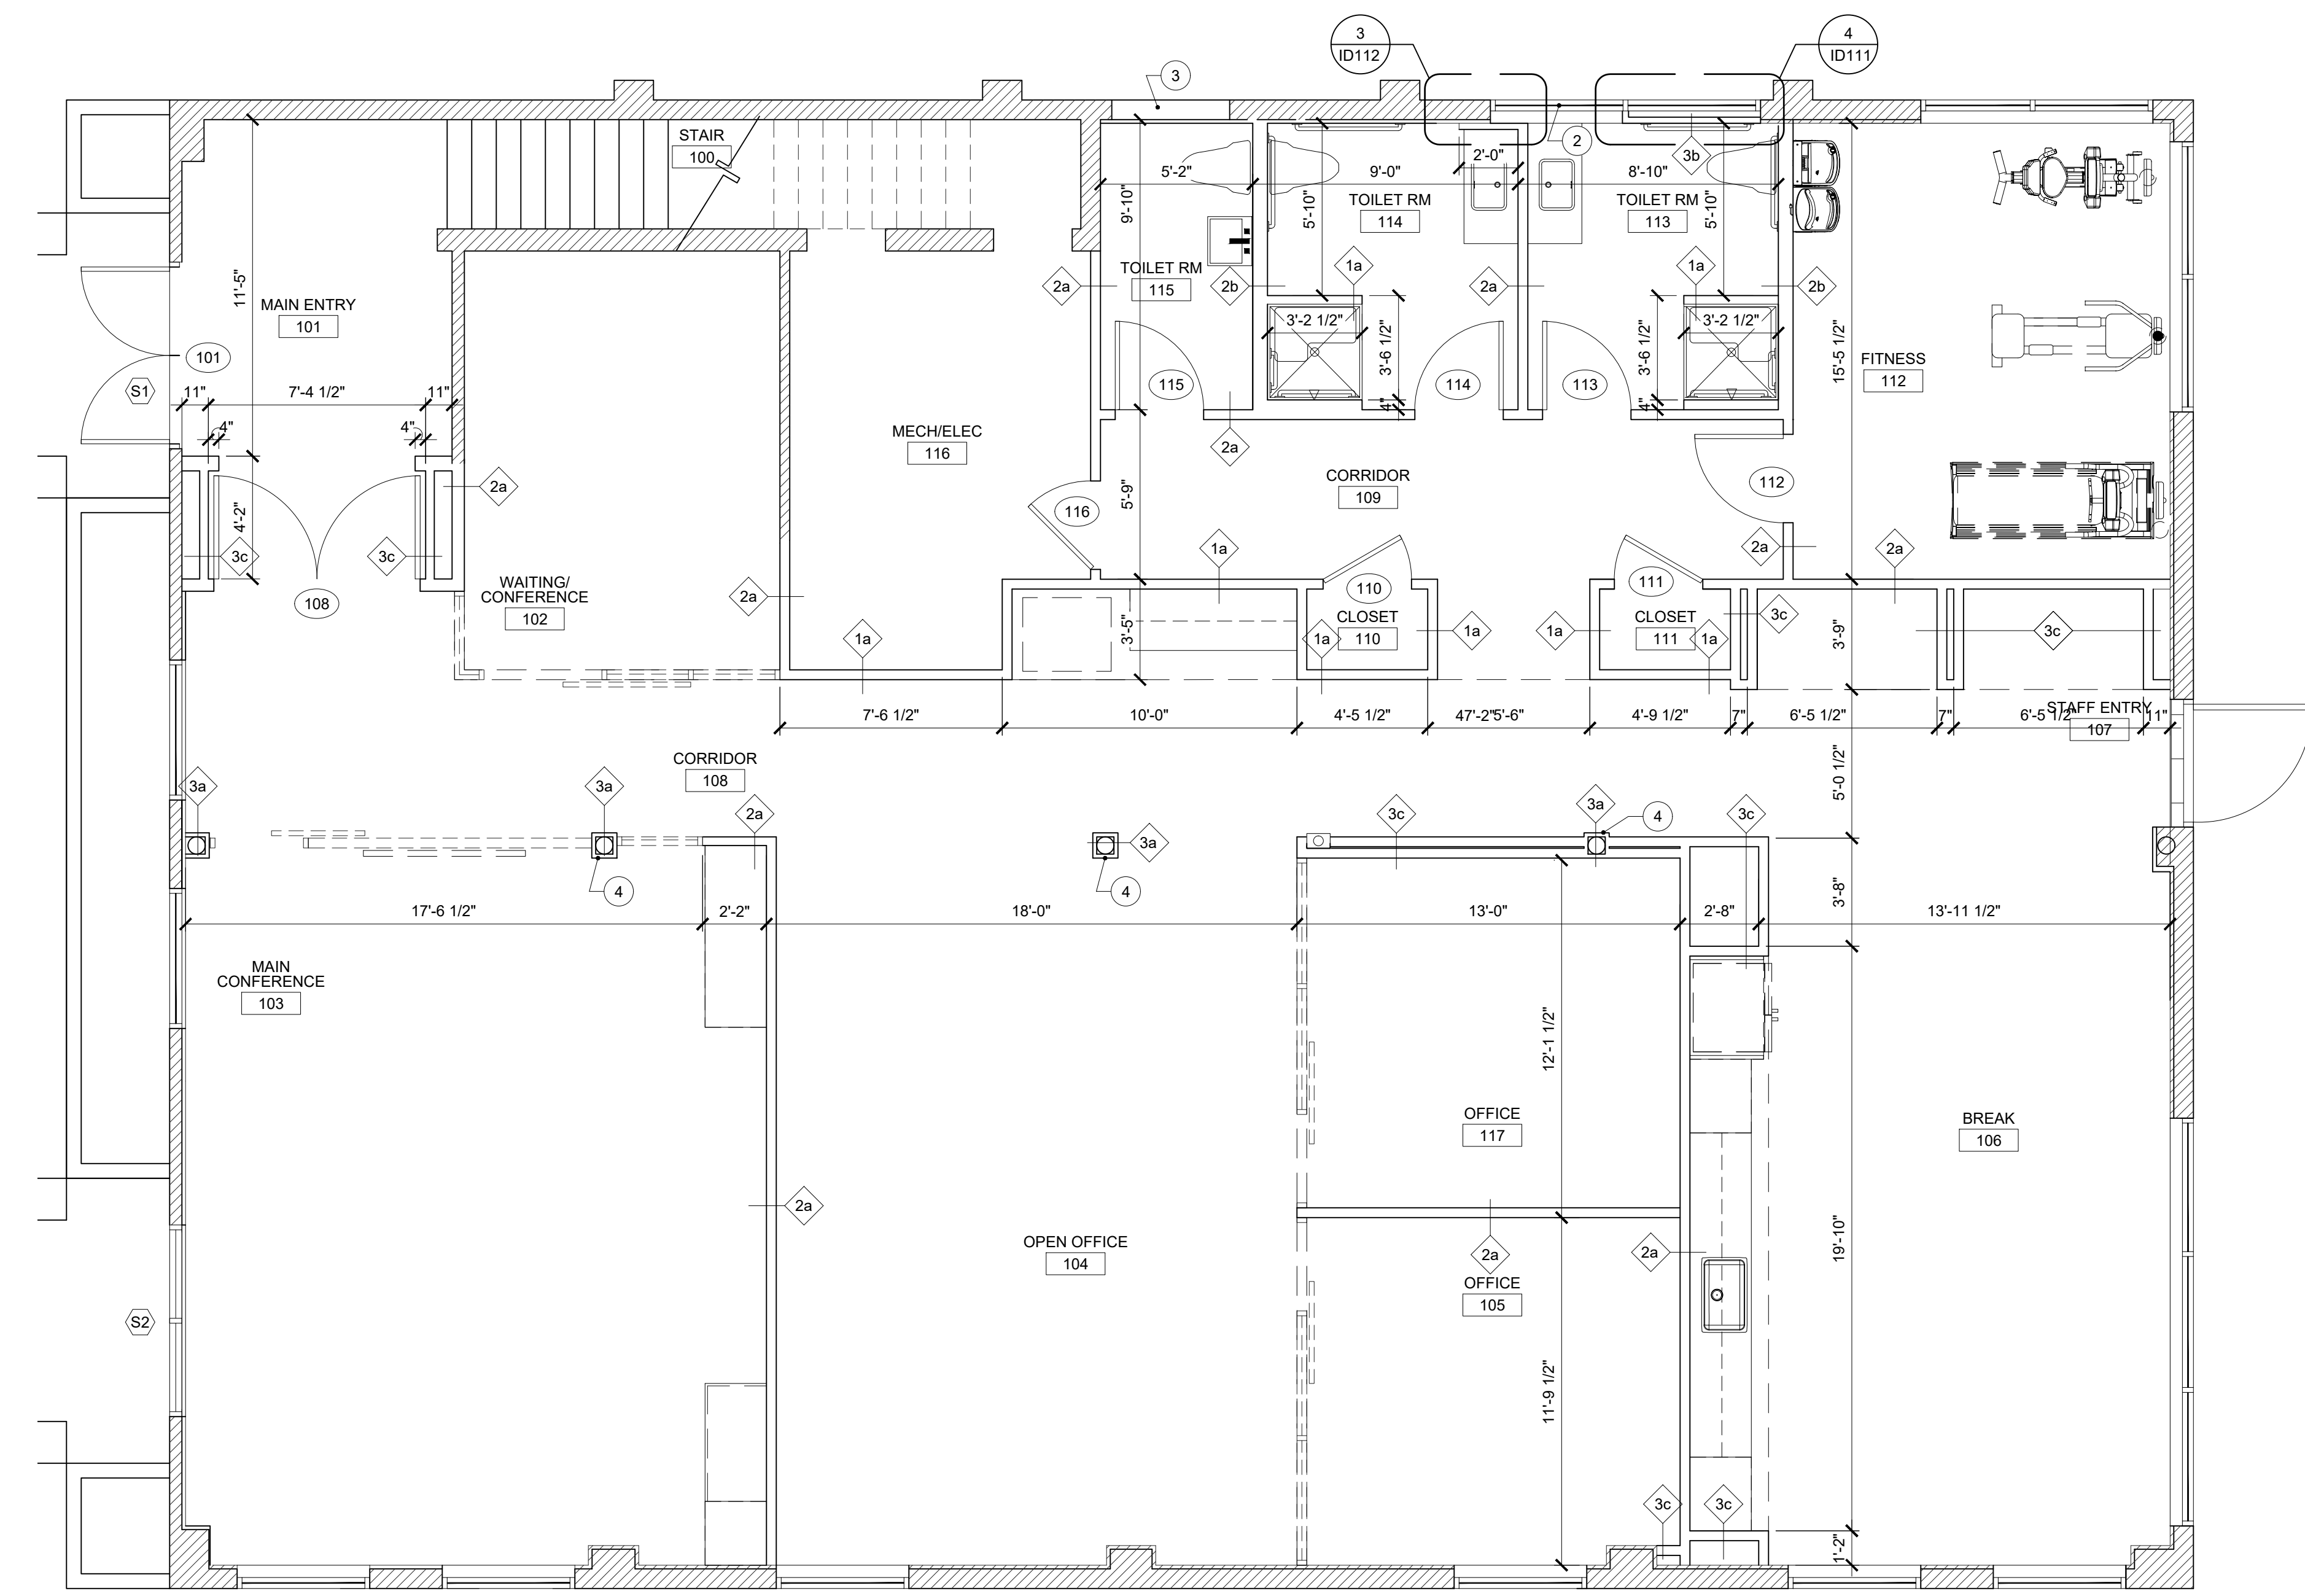 3
ID112
4
ID111
3
STAIR
100
2
3b
2'-0"
5'-2"
9'-0"
8'-10"
9'-10"
5'-10"
5'-10"
TOILET RM
114
TOILET RM
113
TOILET RM
115
2a
2b
1a
2a
1a
2b
11'-5"
MAIN ENTRY
101
101
S1
11"
7'-4 1/2"
11"
4"
4"
3'-2 1/2"
3'-6 1/2"
3'-6 1/2"
3'-2 1/2"
15'-5 1/2"
FITNESS
112
115
114
113
4"
4"
MECH/ELEC
116
2a
CORRIDOR
109
2a
112
116
5'-9"
4'-2"
3c
3c
1a
2a
2a
108
WAITING/
CONFERENCE
102
2a
110
111
CLOSET
110
CLOSET
111
3c
1a
3'-5"
1a
1a
1a
1a
3c
3'-9"
7'-6 1/2"
10'-0"
4'-5 1/2"
47'-2"
5'-6"
4'-9 1/2"
7"
6'-5 1/2"
7"
6'-5 1/2"
11"
STAFF ENTRY
107
CORRIDOR
108
5'-0 1/2"
3a
3a
2a
3a
3c
3a
4
3c
4
4
3'-8"
17'-6 1/2"
2'-2"
18'-0"
13'-0"
2'-8"
13'-11 1/2"
MAIN
CONFERENCE
103
12'-1 1/2"
OFFICE
117
BREAK
106
2a
OPEN OFFICE
104
2a
2a
19'-10"
OFFICE
105
S2
11'-9 1/2"
3c
3c
1'-2"